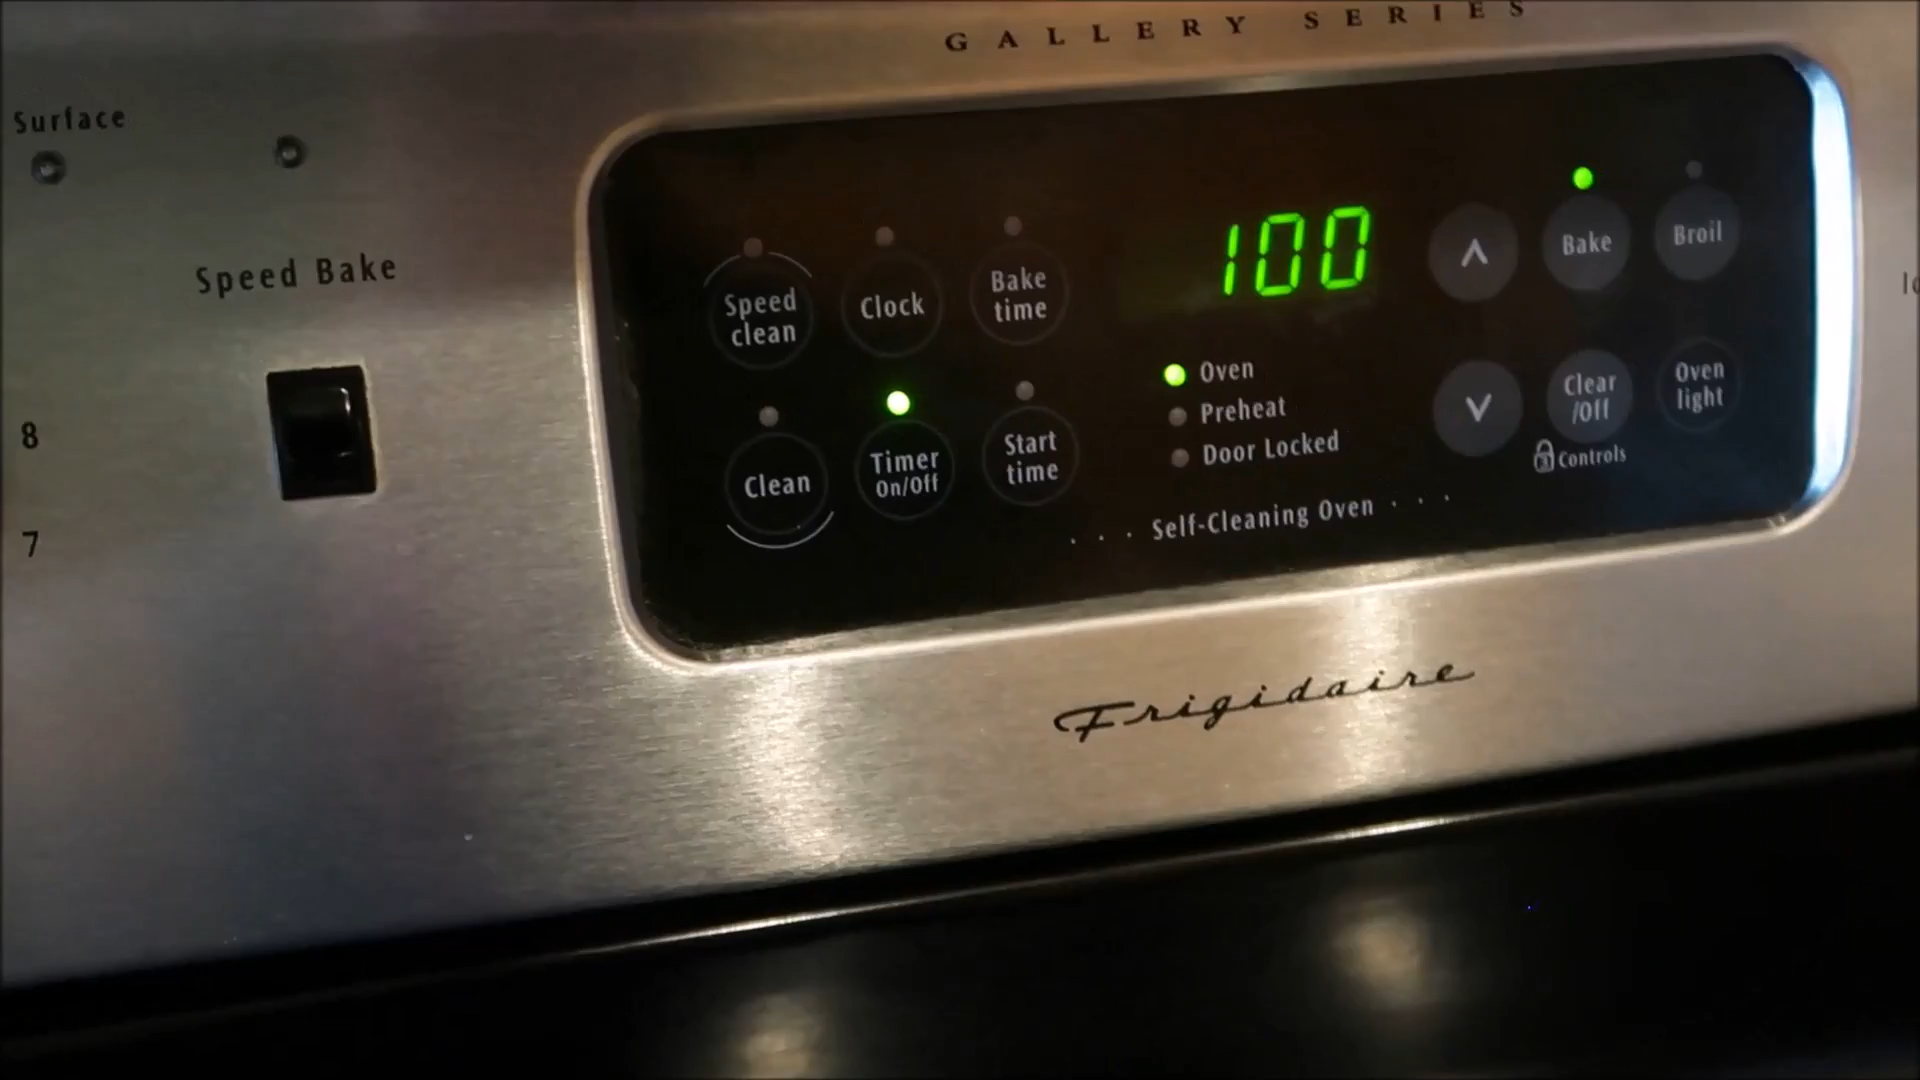 GALLERY SERIES
Surface
Speed Bake
8
7
Speed
clean
Clock
Bake
time
100
Bake
Broil
Clean
Timer
On/Off
Start
time
Oven
Preheat
Door Locked
Clear
/Off
Oven
light
Controls
. . . Self-Cleaning Oven . . .
Frigidaire